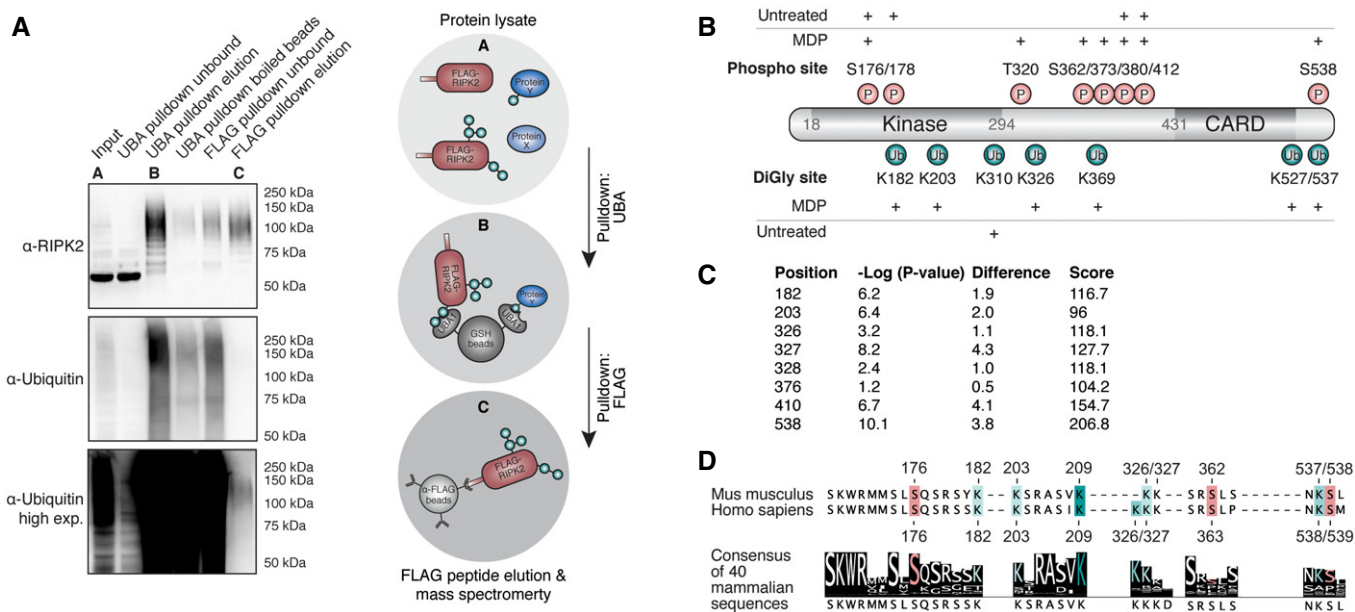 A
Input
UBA pulldown unbound
UBA pulldown elution
UBA pulldown boiled beads
FLAG pulldown unbound
FLAG pulldown elution
A B C
α-RIPK2
250 kDa
150 kDa
100 kDa
75 kDa
50 kDa
α-Ubiquitin
250 kDa
150 kDa
100 kDa
75 kDa
50 kDa
α-Ubiquitin
high exp.
250 kDa
150 kDa
100 kDa
75 kDa
50 kDa
Protein lysate
A
FLAG-
RIPK2
Protein
Y
FLAG-
RIPK2
Protein
X
Pulldown:
UBA
B
FLAG-
RIPK2
Protein
Y
UBA1
GSH
beads
UBA1
Pulldown:
FLAG
C
FLAG-
RIPK2
α-FLAG
beads
FLAG peptide elution &
mass spectromerty
B
Untreated + + + +
MDP + + + + + + +
Phospho site S176/178 T320 S362/373/380/412 S538
P P P P P P P P
18 Kinase 294 431 CARD
Ub Ub Ub Ub Ub Ub Ub
DiGly site K182 K203 K310 K326 K369 K527/537
MDP + + + + + +
Untreated +
C
Position -Log (P-value) Difference Score
182 6.2 1.9 116.7
203 6.4 2.0 96
326 3.2 1.1 118.1
327 8.2 4.3 127.7
328 2.4 1.0 118.1
376 1.2 0.5 104.2
410 6.7 4.1 154.7
538 10.1 3.8 206.8
D
176 182 203 209 326/327 362 537/538
Mus musculus SKWRMMSLSQSRSYK - - K SRASVK - - - - - KK - - SRSLS - - - - - - NKSL
Homo sapiens SKWRMMSLSQSRSSK - - K SRASIK - - - - KKK - - SRSLP - - - - - - NKSM
176 182 203 209 326/327 363 538/539
Consensus
of 40
mammalian
sequences
SKWRMMSLSQSRSSK KSRASVK KKKD SRSLS NKSL